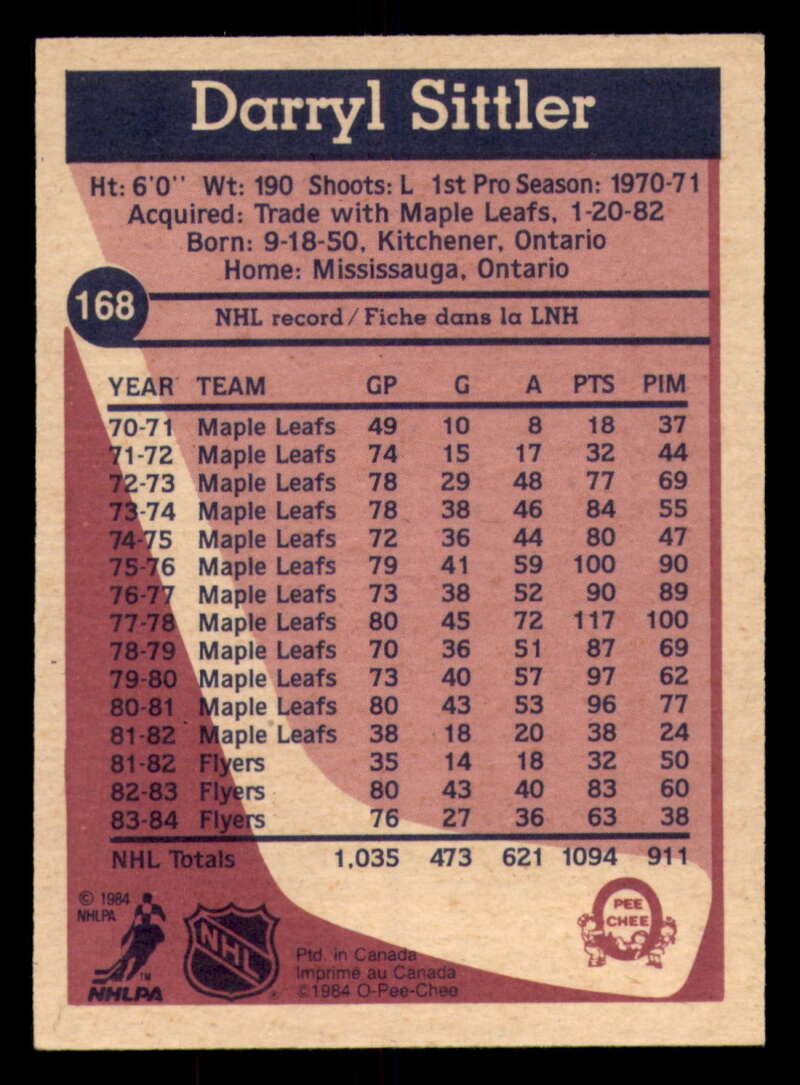 Darryl Sittler
Ht: 6'0'' Wt: 190 Shoots: L 1st Pro Season: 1970-71
Acquired: Trade with Maple Leafs, 1-20-82
Born: 9-18-50, Kitchener, Ontario
Home: Mississauga, Ontario
168
NHL record/Fiche dans la LNH
YEAR TEAM GP G A PTS PIM
70-71 Maple Leafs 49 10 8 18 37
71-72 Maple Leafs 74 15 17 32 44
72-73 Maple Leafs 78 29 48 77 69
73-74 Maple Leafs 78 38 46 84 55
74-75 Maple Leafs 72 36 44 80 47
75-76 Maple Leafs 79 41 59 100 90
76-77 Maple Leafs 73 38 52 90 89
77-78 Maple Leafs 80 45 72 117 100
78-79 Maple Leafs 70 36 51 87 69
79-80 Maple Leafs 73 40 57 97 62
80-81 Maple Leafs 80 43 53 96 77
81-82 Maple Leafs 38 18 20 38 24
81-82 Flyers 35 14 18 32 50
82-83 Flyers 80 43 40 83 60
83-84 Flyers 76 27 36 63 38
NHL Totals 1,035 473 621 1094 911
© 1984
NHLPA
TM
NHLPA
NHL
Ptd. in Canada
Imprimé au Canada
©1984 O-Pee-Chee
PEE
CHEE